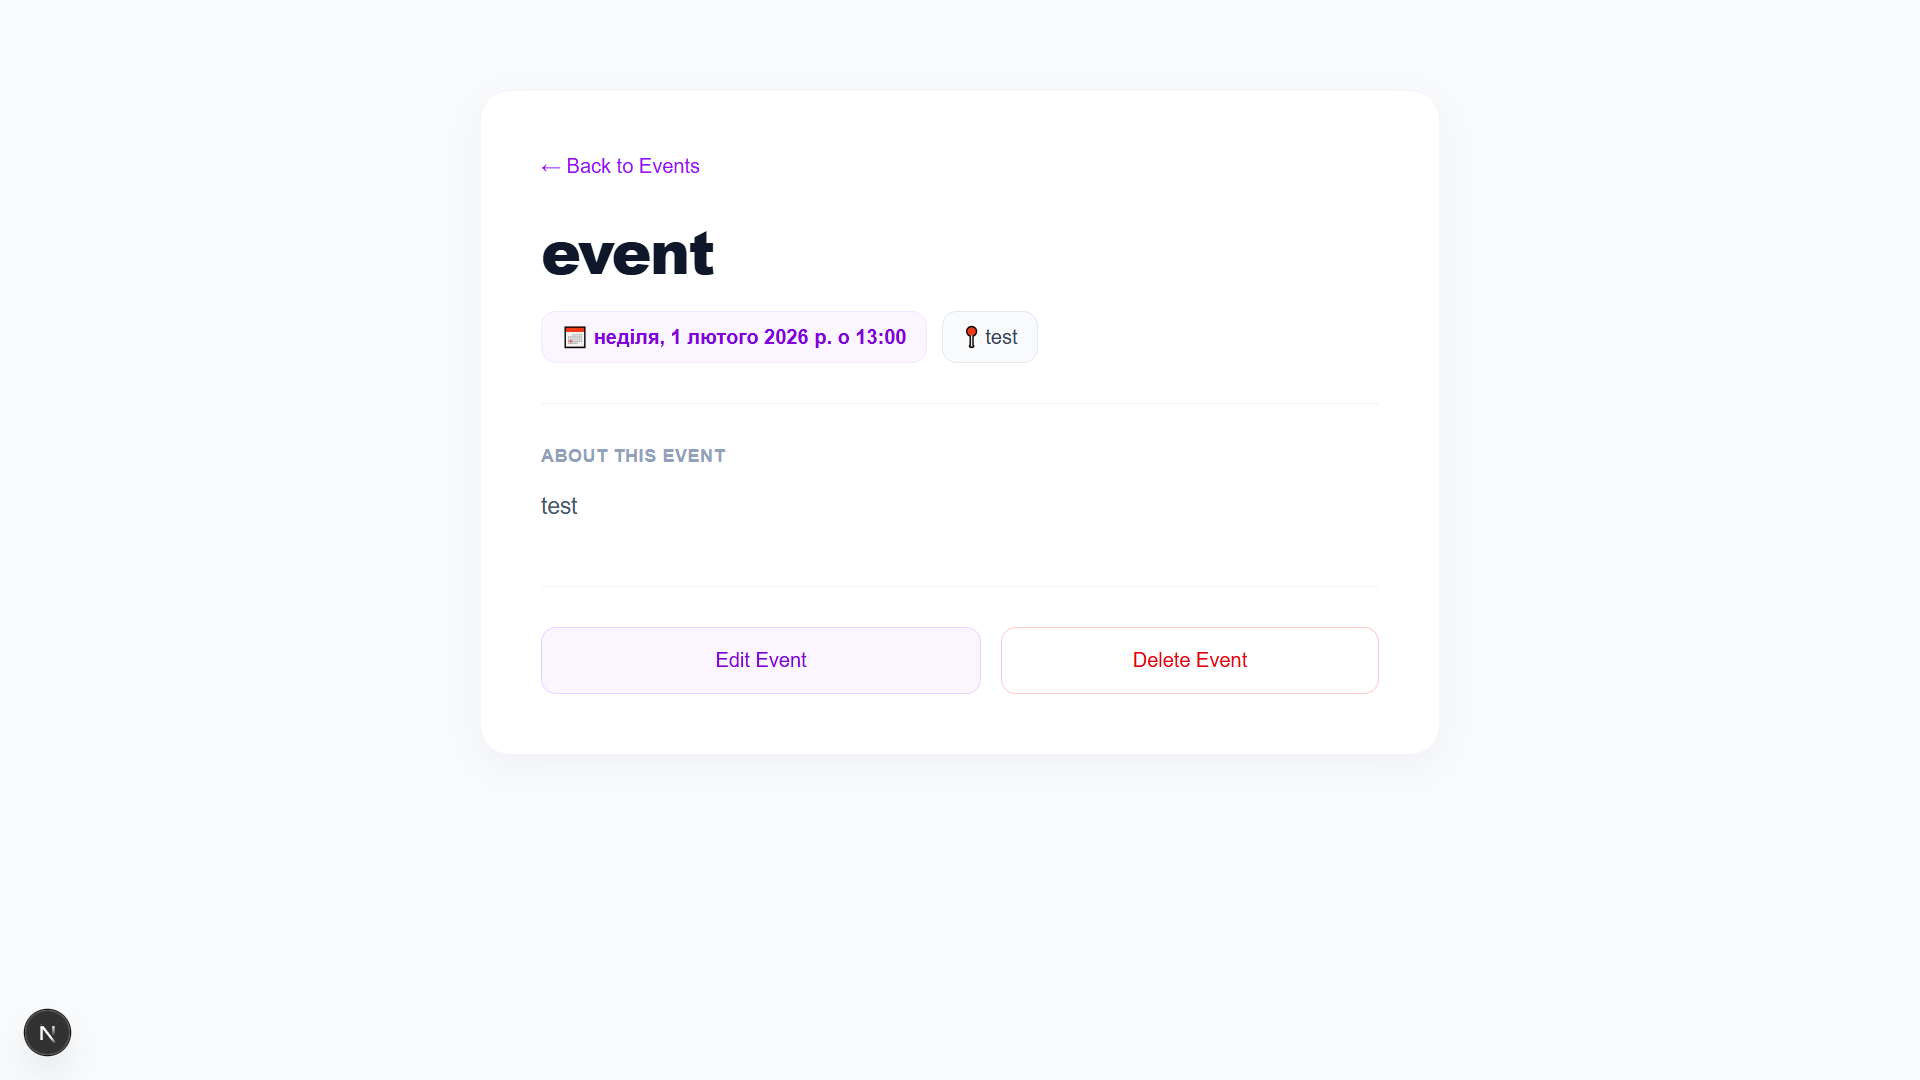 ← Back to Events
event
неділя, 1 лютого 2026 р. о 13:00
test
ABOUT THIS EVENT
test
Edit Event
Delete Event
N